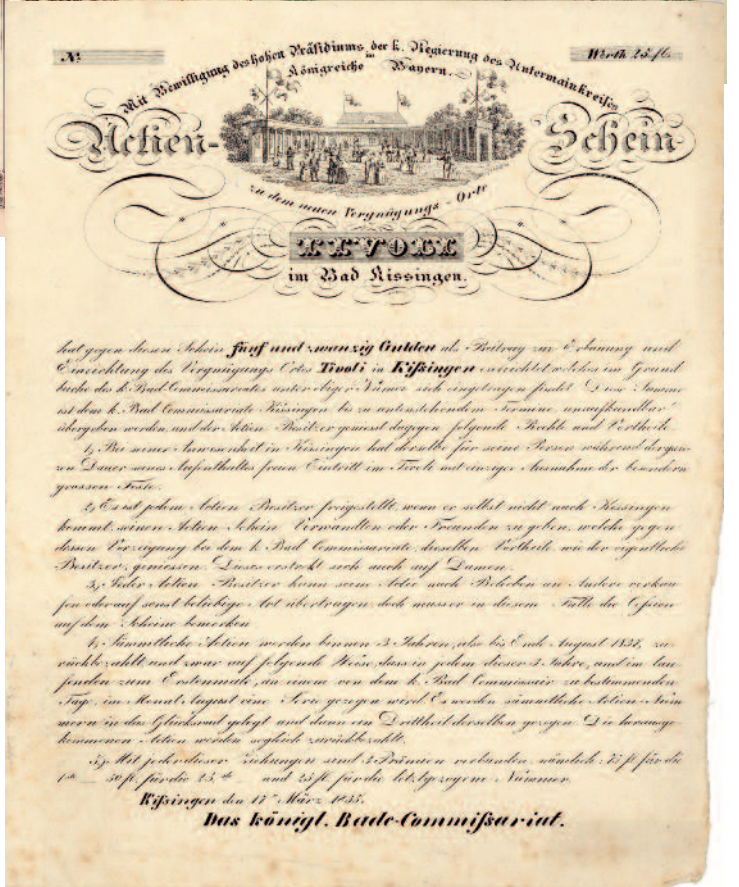 №
Werth 25 fl.
Mit Bewilligung des hohen Präsidiums der k. Regierung des Untermainkreises
im
Königreiche Bayern.
Actien-Schein
zu dem neuen Vergnügungs-Orte
TIVOLI
im Bad Kissingen.
hat gegen diesen Schein fünf und zwanzig Gulden als Beitrag zur Erbauung und
Einrichtung des Vergnügungs Ortes Tivoli in Kißingen entrichtet welches im Grund
buche des k. Bad-Commissariates unter obiger Numer sich eingetragen findet. Diese Summe
ist dem k. Bad Commissariate Kissingen bis zu untenstehendem Termine unaufkendbar
übergeben worden, und der Actien Besitzer geniesst dagegen folgende Rechte und Vortheile.
1, Bei seiner Anwesenheit in Kissingen hat derselbe für seine Person während der gan-
zen Dauer seines Aufenthaltes freien Eintritt im Tivoli mit einziger Ausnahme der besondern
grossen Feste.
2, Es ist jedem Actien Besitzer freigestellt, wenn er selbst nicht nach Kissingen
kommt, seinen Actien Schein Verwandten oder Freunden zu geben, welche gegen
dessen Vorzeigung bei dem k. Bad Commissariate, dieselben Vortheile, wie der eigentliche
Besitzer, geniessen. Dieses erstrekt sich auch auf Damen.
3, Jeder Actien Besitzer kann seine Actie nach Belieben an Andere verkau
fen oder auf sonst beliebige Art übertragen, doch muss er in diesem Falle die Cession
auf dem Scheine bemerken.
4, Sämmtliche Actien werden binnen 3 Jahren, also bis Ende August 1837, zu-
rückbezahlt, und zwar auf folgende Weise, dass in jedem dieser 3 Jahre, und im lau-
fenden zum Erstenmale, an einem von dem k. Bad Commissair zu bestimmenden
Tage, im Monat August eine Serie gezogen wird. Es werden sämmtliche Actien Num
mern in das Glücksrad gelegt und dann ein Drittheil derselben gezogen. Die herausge-
kommenen Actien werden sogleich zurückbezahlt.
5, Mit jeder dieser Ziehungen sind 3 Prämien verbunden, nämlich: 75 fl. für die
1te 50 fl. für die 25te und 25 fl. für die letztgezogene Nummer.
Kißingen den 17n März 1835.
Das königl. Bade-Commißariat.